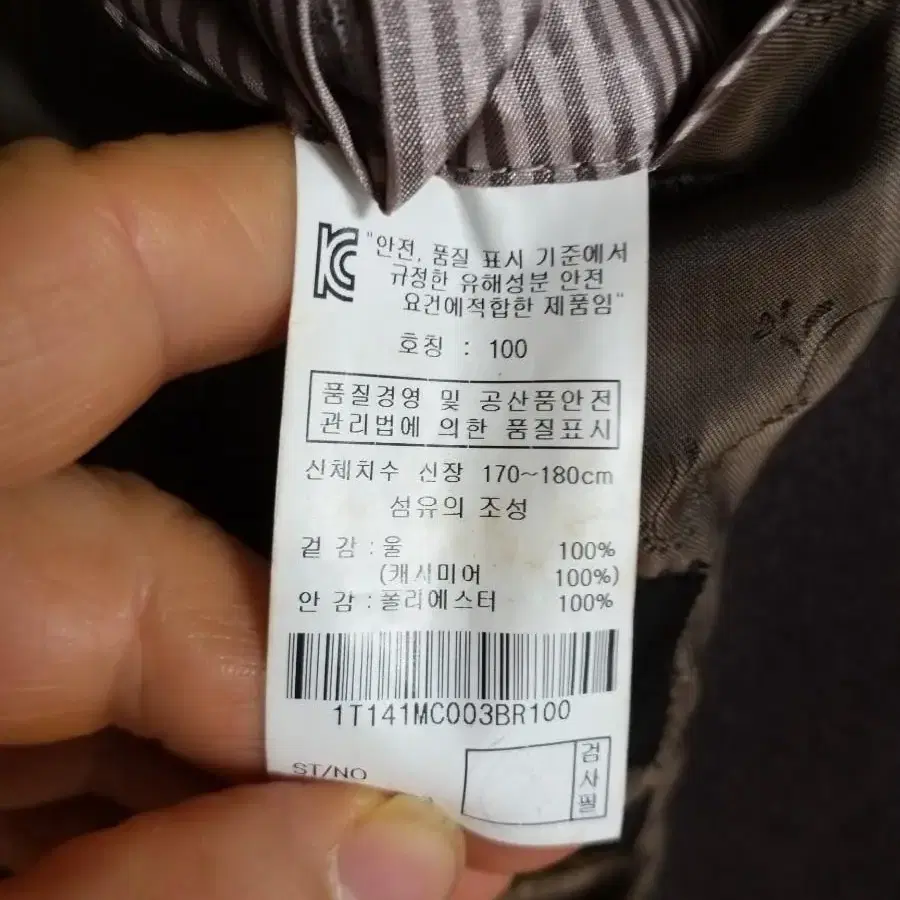 "안전, 품질 표시 기준에서
규정한 유해성분 안전
요건에적합한 제품임"
호칭 : 100
품질경영 및 공산품안전
관리법에 의한 품질표시
신체치수 신장 170~180cm
섬유의 조성
겉 감 : 울 100%
(캐시미어 100%)
안 감 : 폴리에스터 100%
1T141MC003BR100
ST/NO
검사필